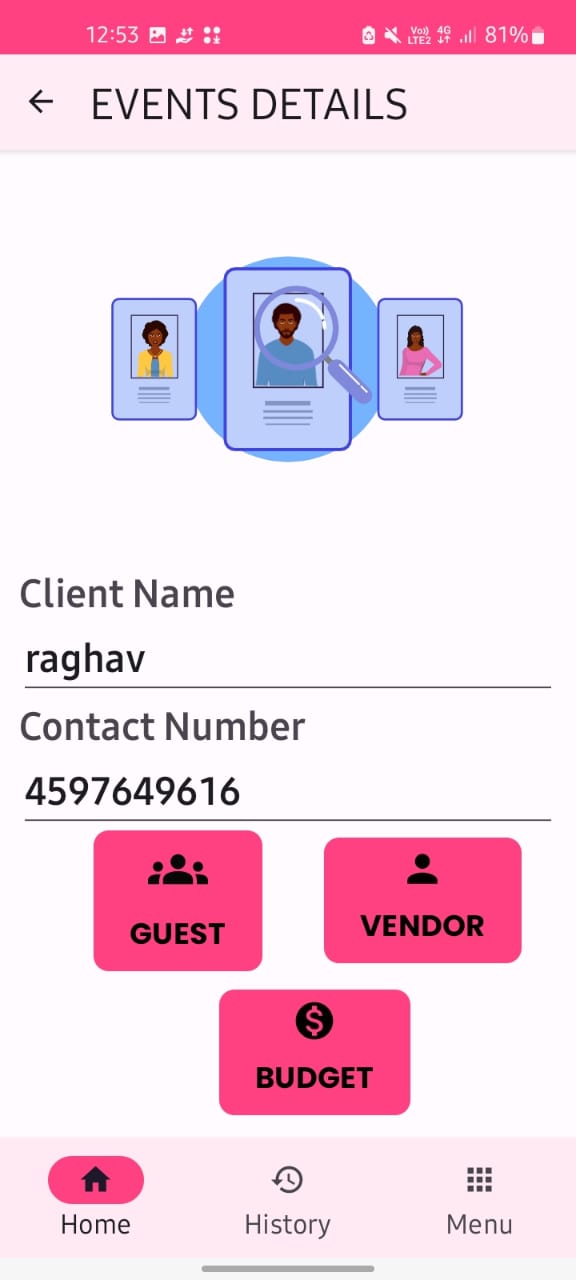 12:53 Vo)) LTE2 4G 81%
EVENTS DETAILS
Client Name
raghav
Contact Number
4597649616
GUEST VENDOR
BUDGET
Home History Menu